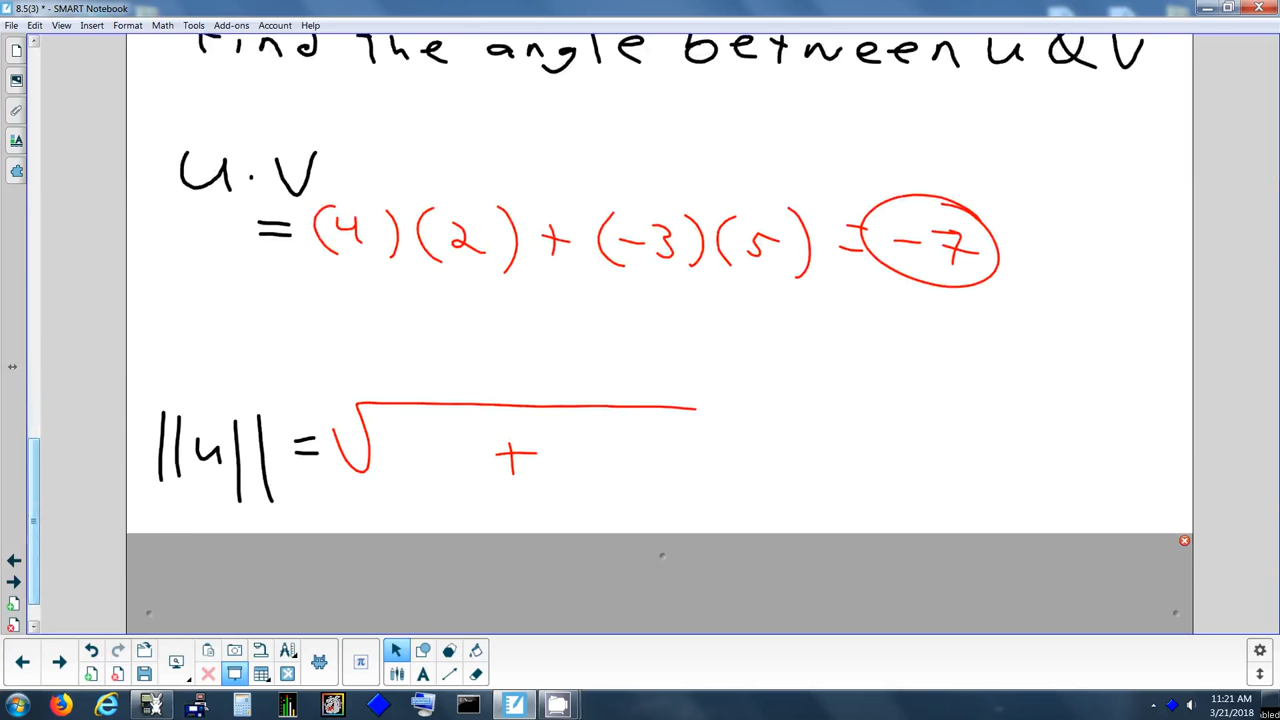 8.5(3) * - SMART Notebook
File Edit View Insert Format Math Tools Add-ons Account Help
Find the angle between u & v
u · v
= (4)(2) + (-3)(5) = -7
||u|| = √ +
π
A
11:21 AM
3/21/2018
bled